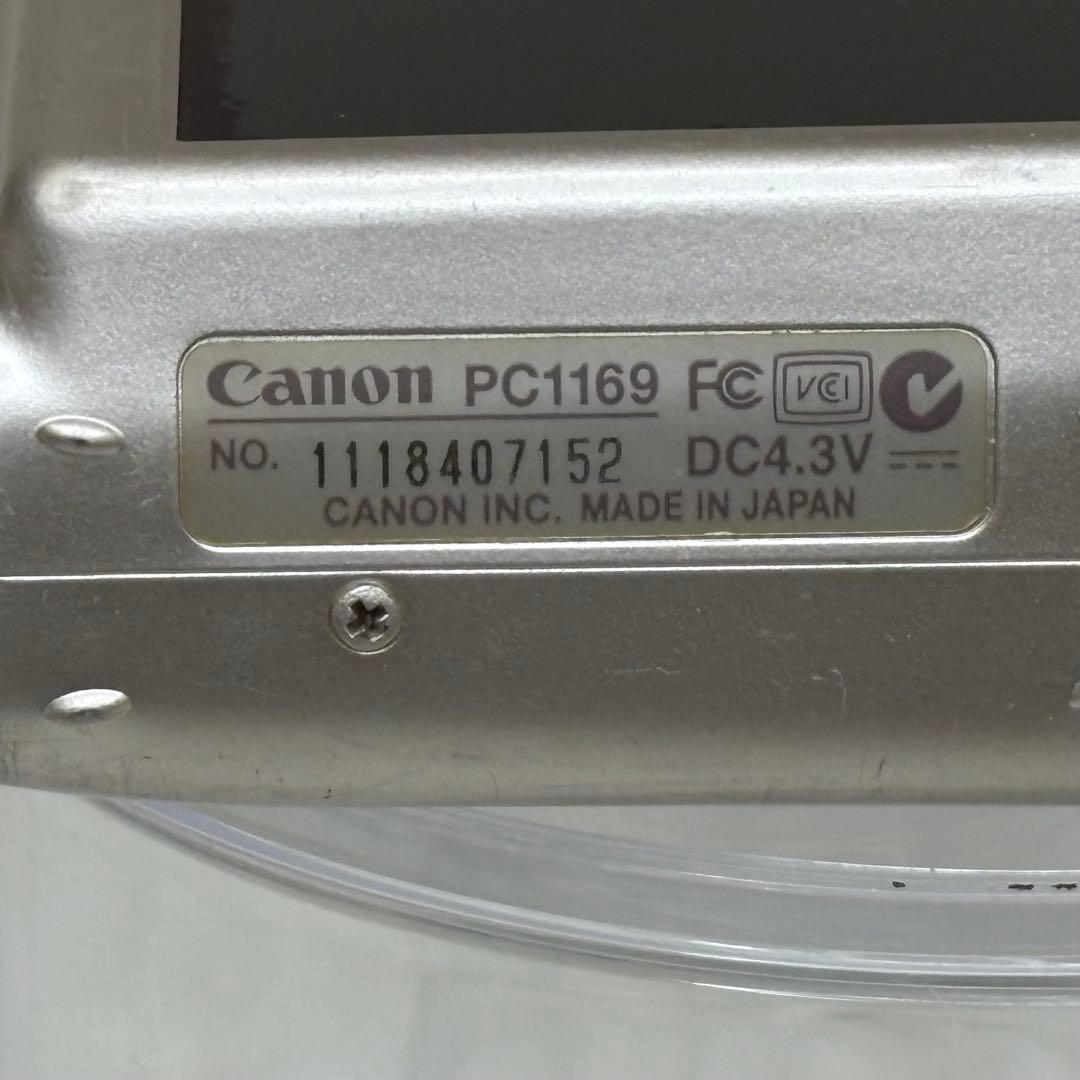 Canon PC1169 FC VCI
NO. 1118407152 DC4.3V
CANON INC. MADE IN JAPAN